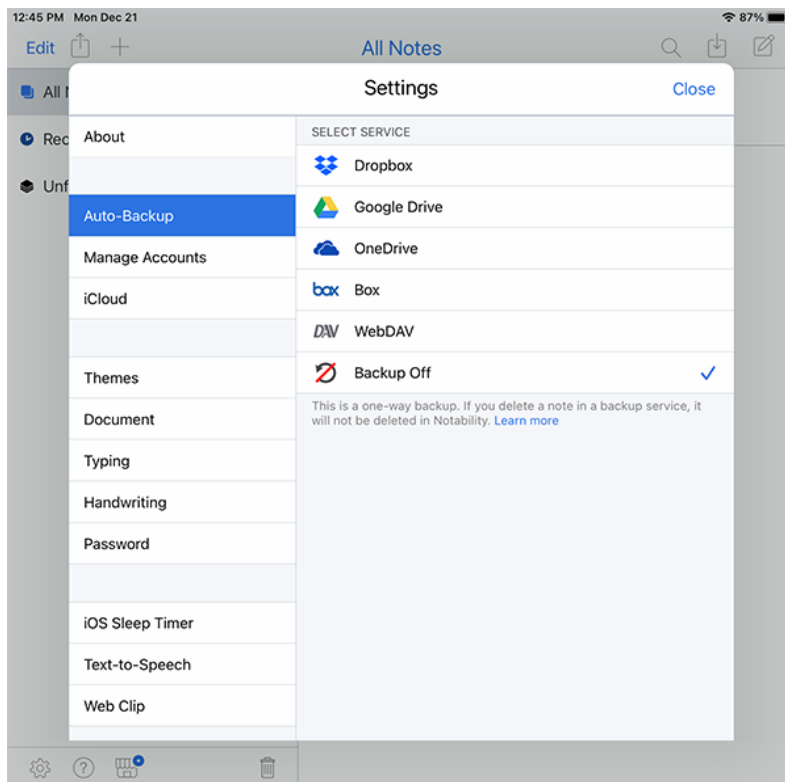 12:45 PM Mon Dec 21
87%
Edit
All Notes
Settings
Close
All N
Rec
Unf
About
Auto-Backup
Manage Accounts
iCloud
Themes
Document
Typing
Handwriting
Password
iOS Sleep Timer
Text-to-Speech
Web Clip
SELECT SERVICE
Dropbox
Google Drive
OneDrive
box Box
DAV WebDAV
Backup Off
This is a one-way backup. If you delete a note in a backup service, it
will not be deleted in Notability. Learn more